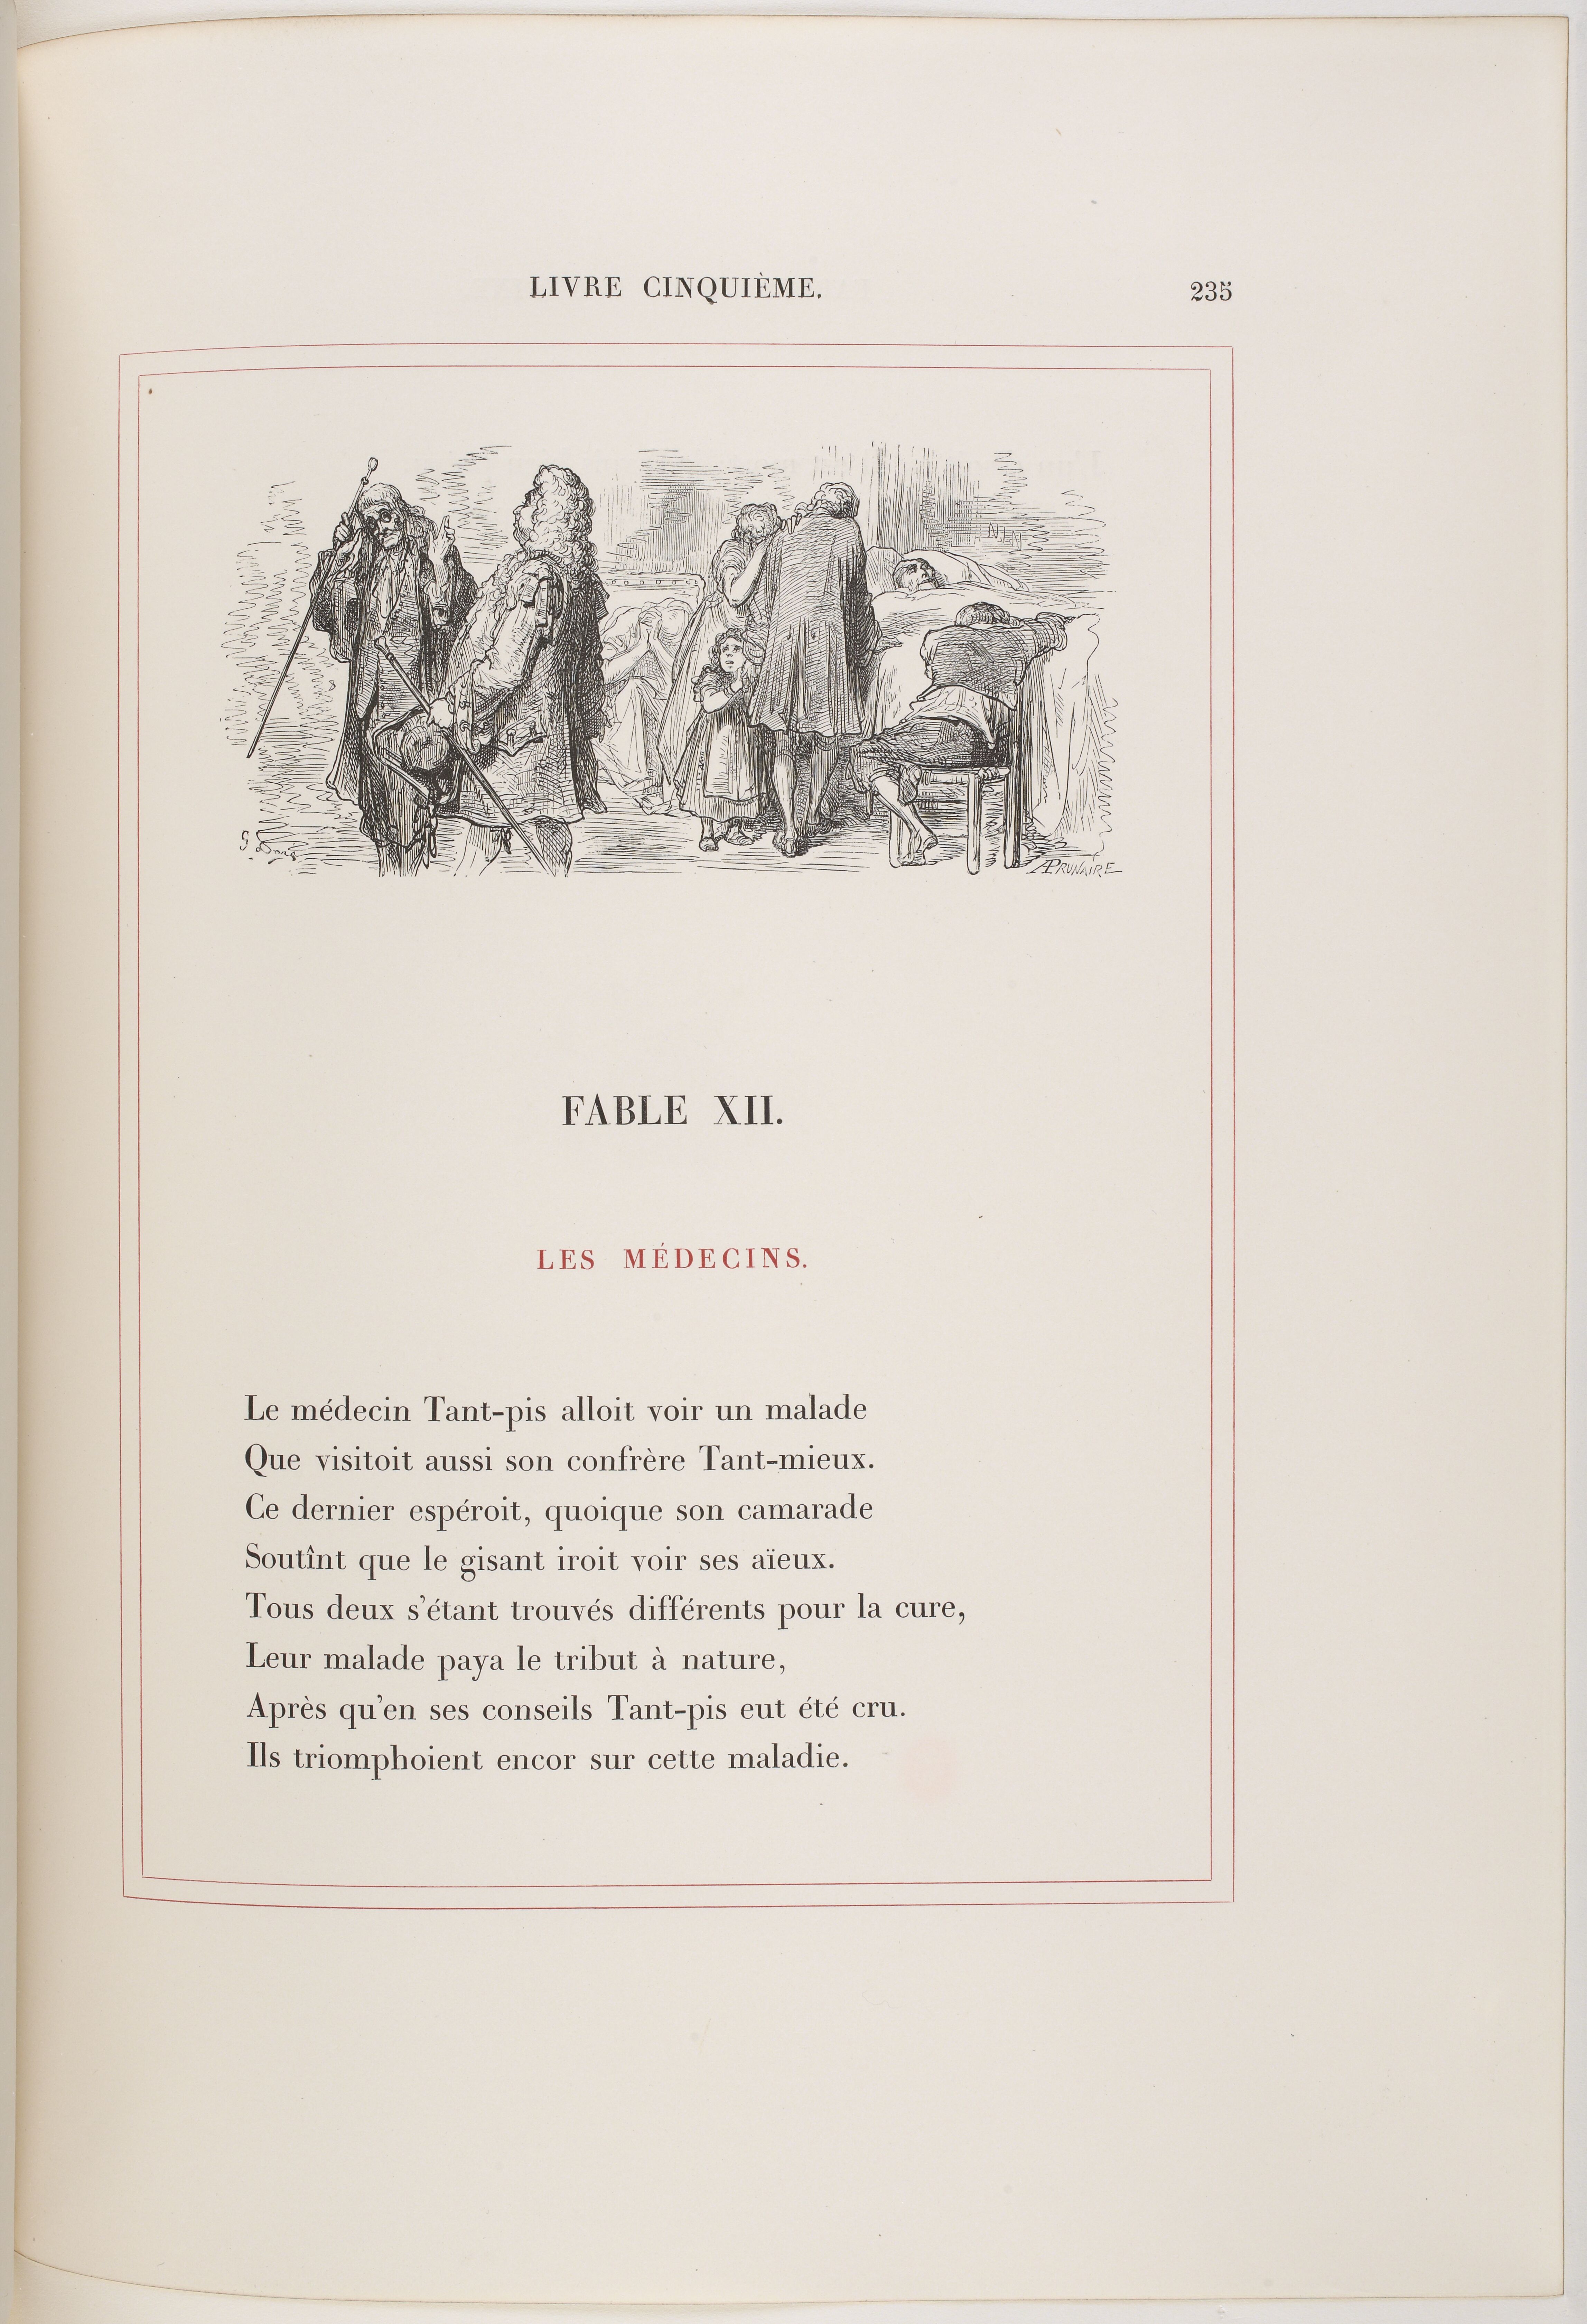 LIVRE CINQUIÈME. 235
G. Doré
APRUNAIRE
FABLE XII.
LES MÉDECINS.
Le médecin Tant-pis alloit voir un malade
Que visitoit aussi son confrère Tant-mieux.
Ce dernier espéroit, quoique son camarade
Soutînt que le gisant iroit voir ses aïeux.
Tous deux s'étant trouvés différents pour la cure,
Leur malade paya le tribut à nature,
Après qu'en ses conseils Tant-pis eut été cru.
Ils triomphoient encor sur cette maladie.